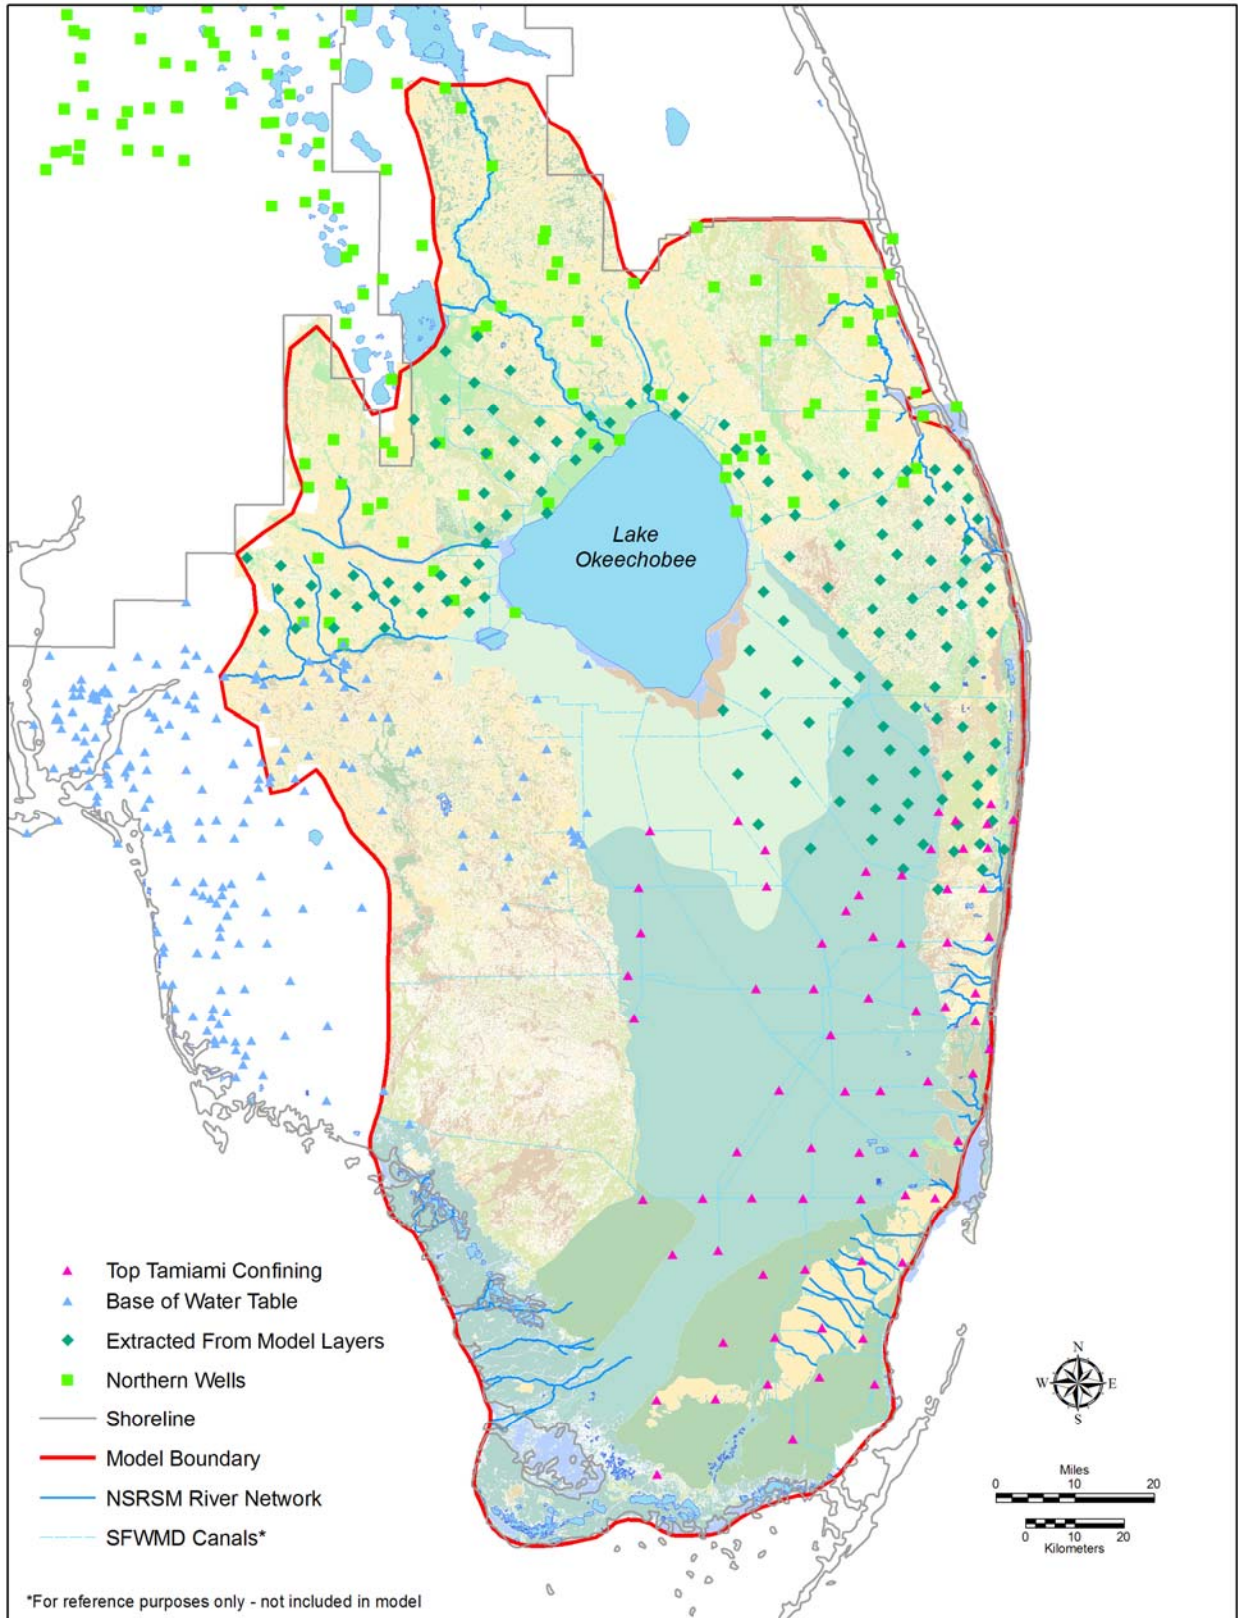 Lake
Okeechobee
Top Tamiami Confining
Base of Water Table
Extracted From Model Layers
Northern Wells
Shoreline
Model Boundary
NSRSM River Network
SFWMD Canals*
N
W E
S
Miles
0 10 20
0 10 20
Kilometers
*For reference purposes only - not included in model